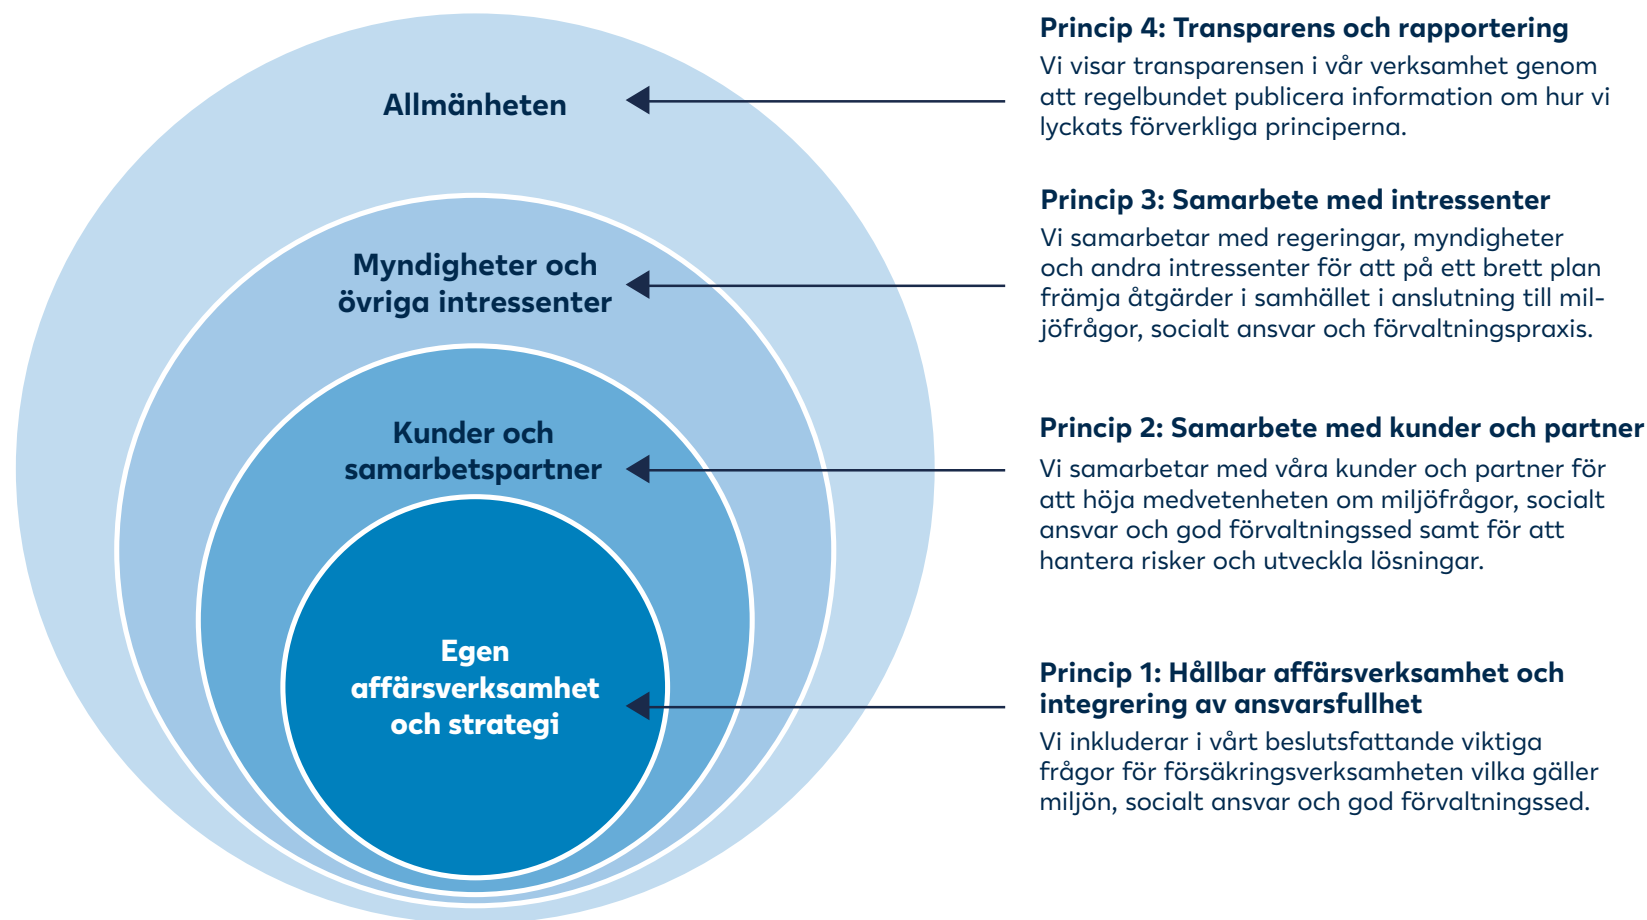 Allmänheten
Myndigheter och
övriga intressenter
Kunder och
samarbetspartner
Egen
affärsverksamhet
och strategi
Princip 4: Transparens och rapportering
Vi visar transparensen i vår verksamhet genom
att regelbundet publicera information om hur vi
lyckats förverkliga principerna.
Princip 3: Samarbete med intressenter
Vi samarbetar med regeringar, myndigheter
och andra intressenter för att på ett brett plan
främja åtgärder i samhället i anslutning till mil-
jöfrågor, socialt ansvar och förvaltningspraxis.
Princip 2: Samarbete med kunder och partner
Vi samarbetar med våra kunder och partner för
att höja medvetenheten om miljöfrågor, socialt
ansvar och god förvaltningssed samt för att
hantera risker och utveckla lösningar.
Princip 1: Hållbar affärsverksamhet och
integrering av ansvarsfullhet
Vi inkluderar i vårt beslutsfattande viktiga
frågor för försäkringsverksamheten vilka gäller
miljön, socialt ansvar och god förvaltningssed.